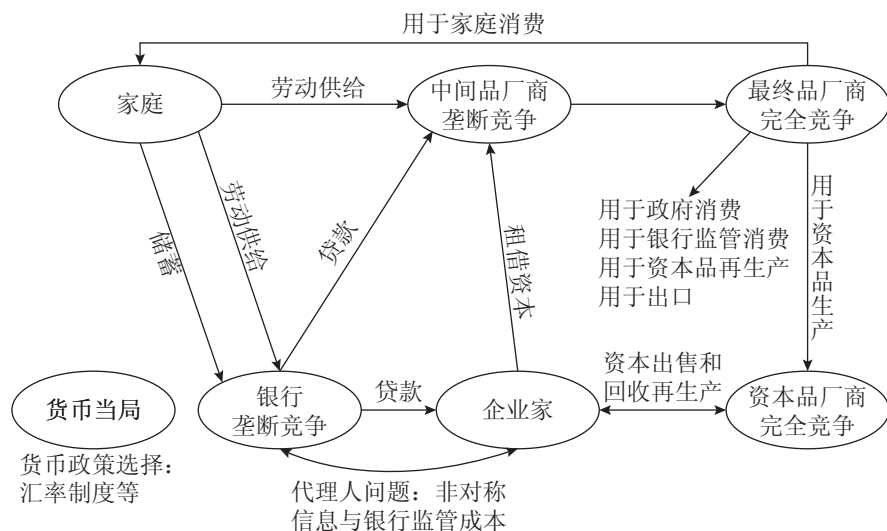 用于家庭消费
家庭
劳动供给
中间品厂商
垄断竞争
最终品厂商
完全竞争
储蓄
劳动供给
贷款
租借资本
用于政府消费
用于银行监管消费
用于资本品再生产
用于出口
用于资本品生产
货币当局
货币政策选择：
汇率制度等
银行
垄断竞争
贷款
企业家
资本出售和
回收再生产
资本品厂商
完全竞争
代理人问题：非对称
信息与银行监管成本